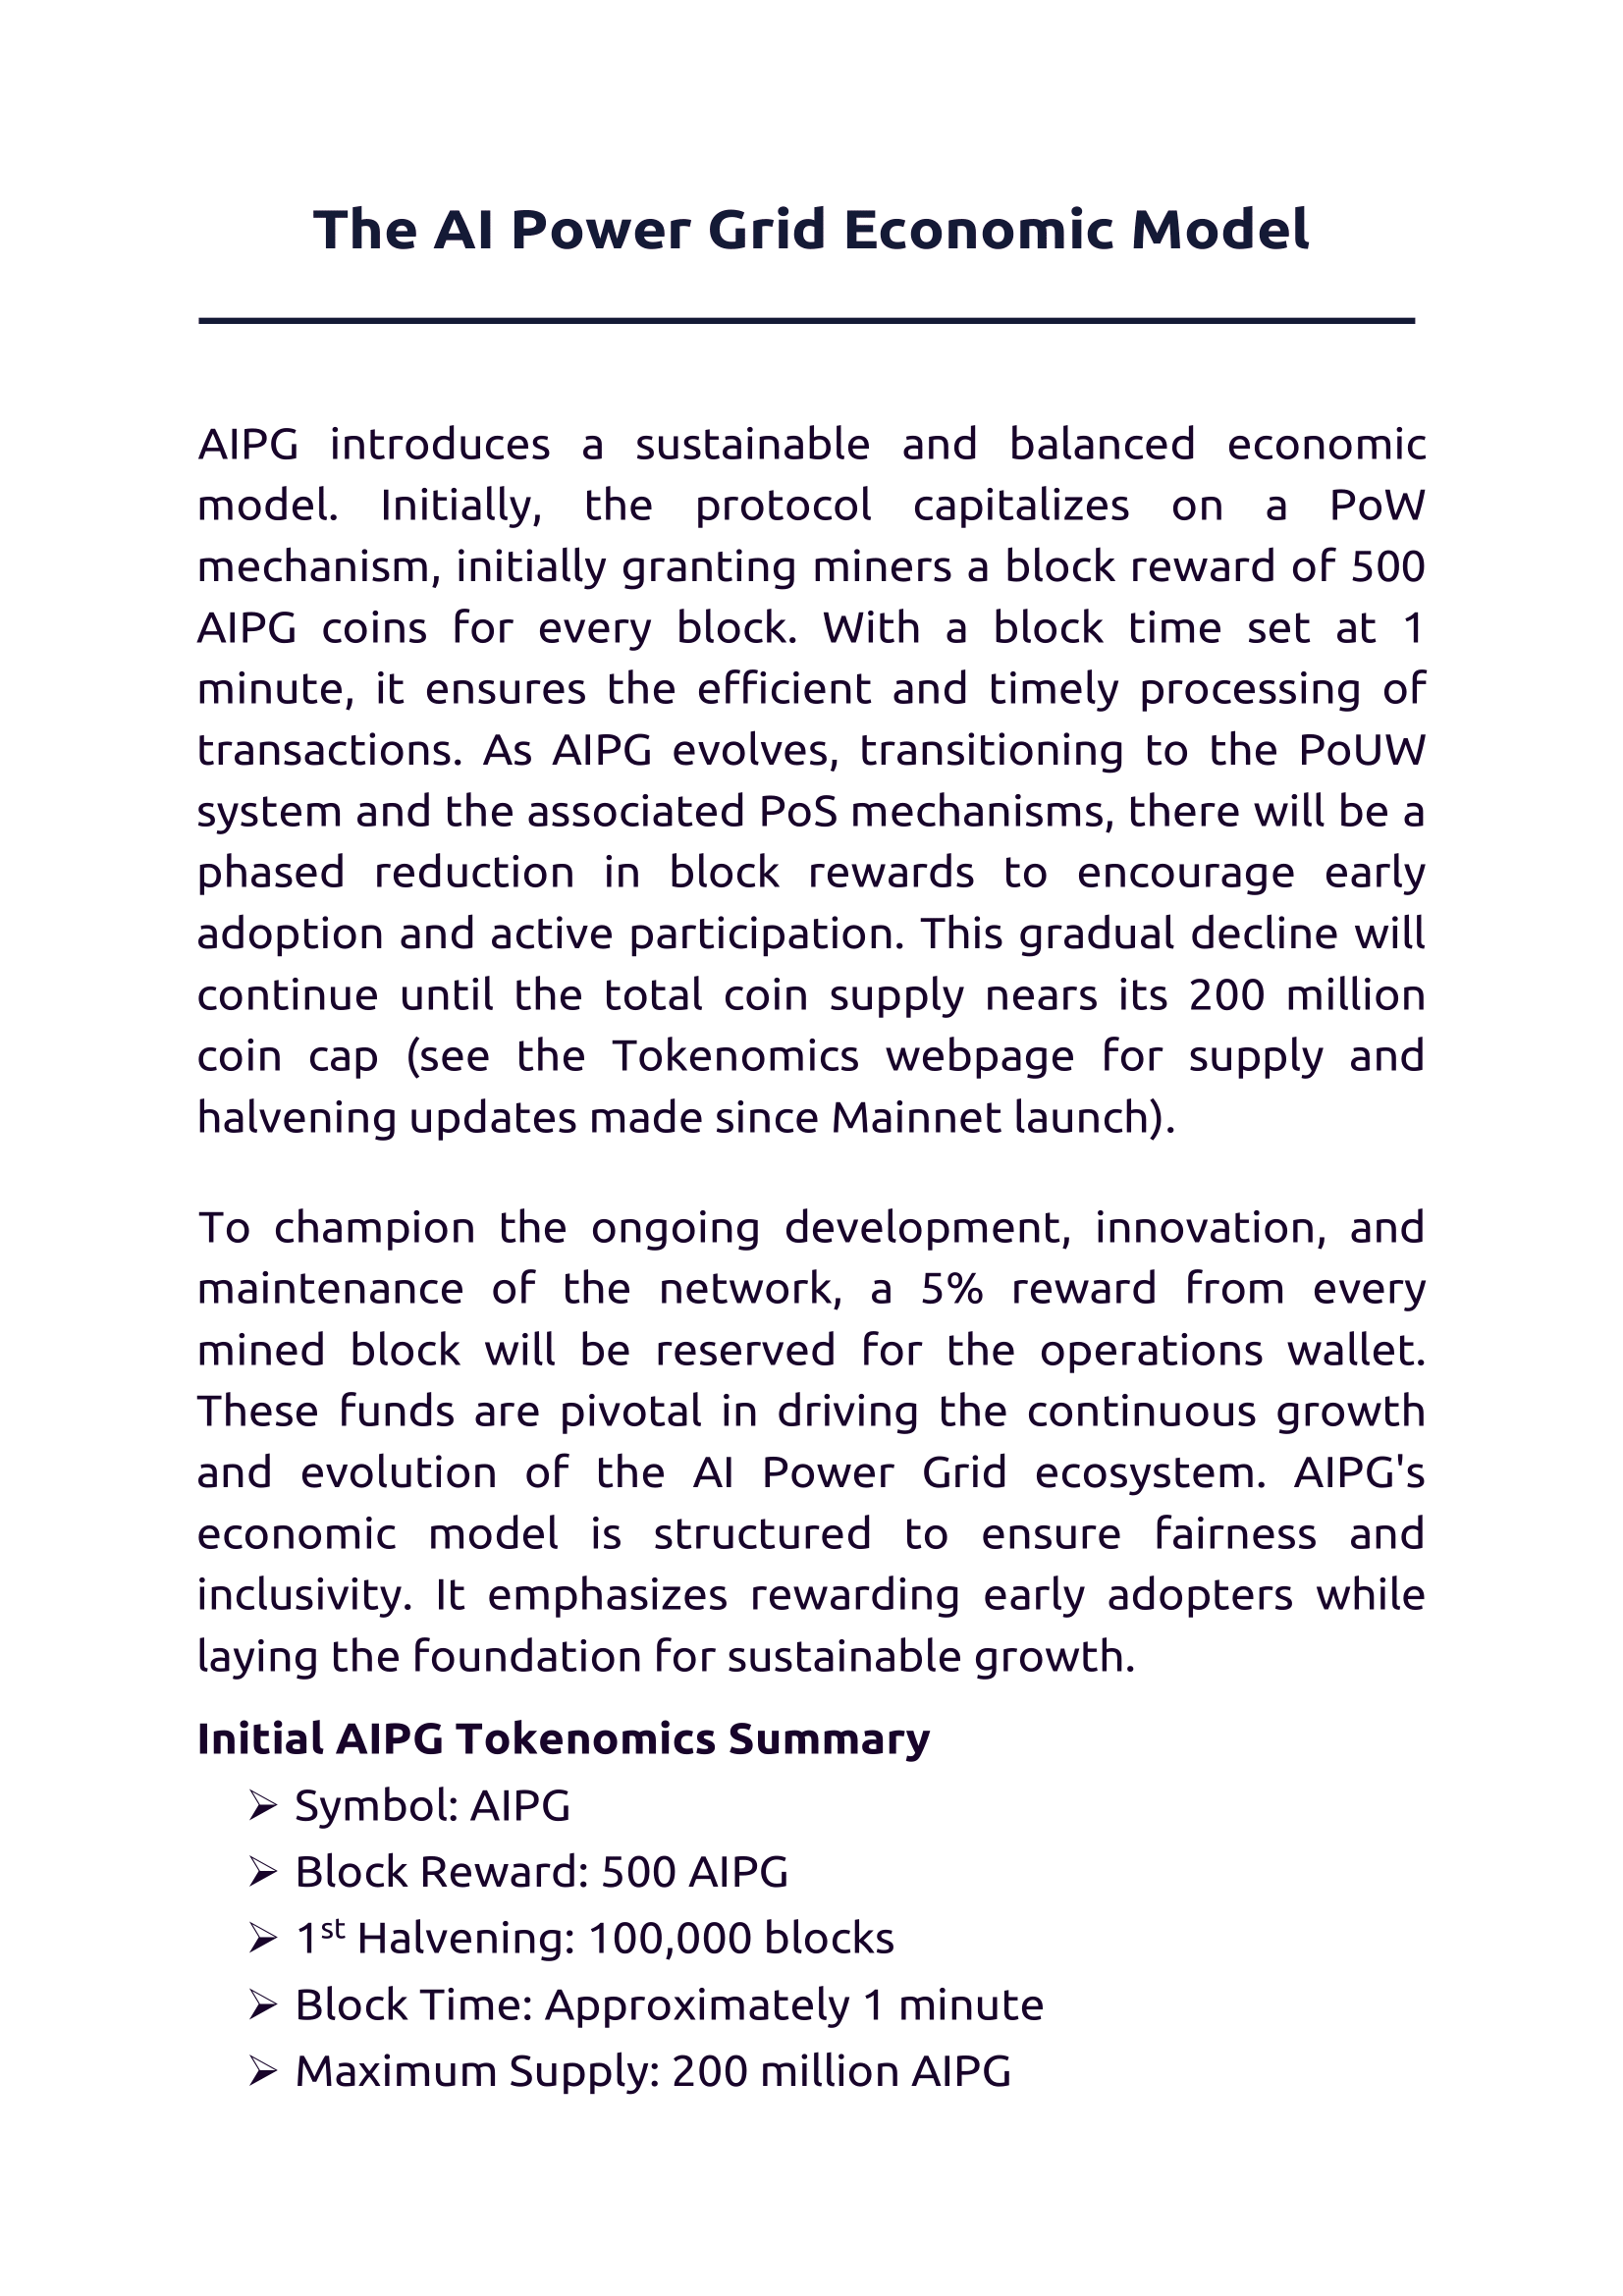 The AI Power Grid Economic Model
AIPG introduces a sustainable and balanced economic
model. Initially, the protocol capitalizes on a PoW
mechanism, initially granting miners a block reward of 500
AIPG coins for every block. With a block time set at 1
minute, it ensures the efficient and timely processing of
transactions. As AIPG evolves, transitioning to the PoUW
system and the associated PoS mechanisms, there will be a
phased reduction in block rewards to encourage early
adoption and active participation. This gradual decline will
continue until the total coin supply nears its 200 million
coin cap (see the Tokenomics webpage for supply and
halvening updates made since Mainnet launch).
To champion the ongoing development, innovation, and
maintenance of the network, a 5% reward from every
mined block will be reserved for the operations wallet.
These funds are pivotal in driving the continuous growth
and evolution of the AI Power Grid ecosystem. AIPG's
economic model is structured to ensure fairness and
inclusivity. It emphasizes rewarding early adopters while
laying the foundation for sustainable growth.
Initial AIPG Tokenomics Summary
➢ Symbol: AIPG
➢ Block Reward: 500 AIPG
➢ 1st Halvening: 100,000 blocks
➢ Block Time: Approximately 1 minute
➢ Maximum Supply: 200 million AIPG